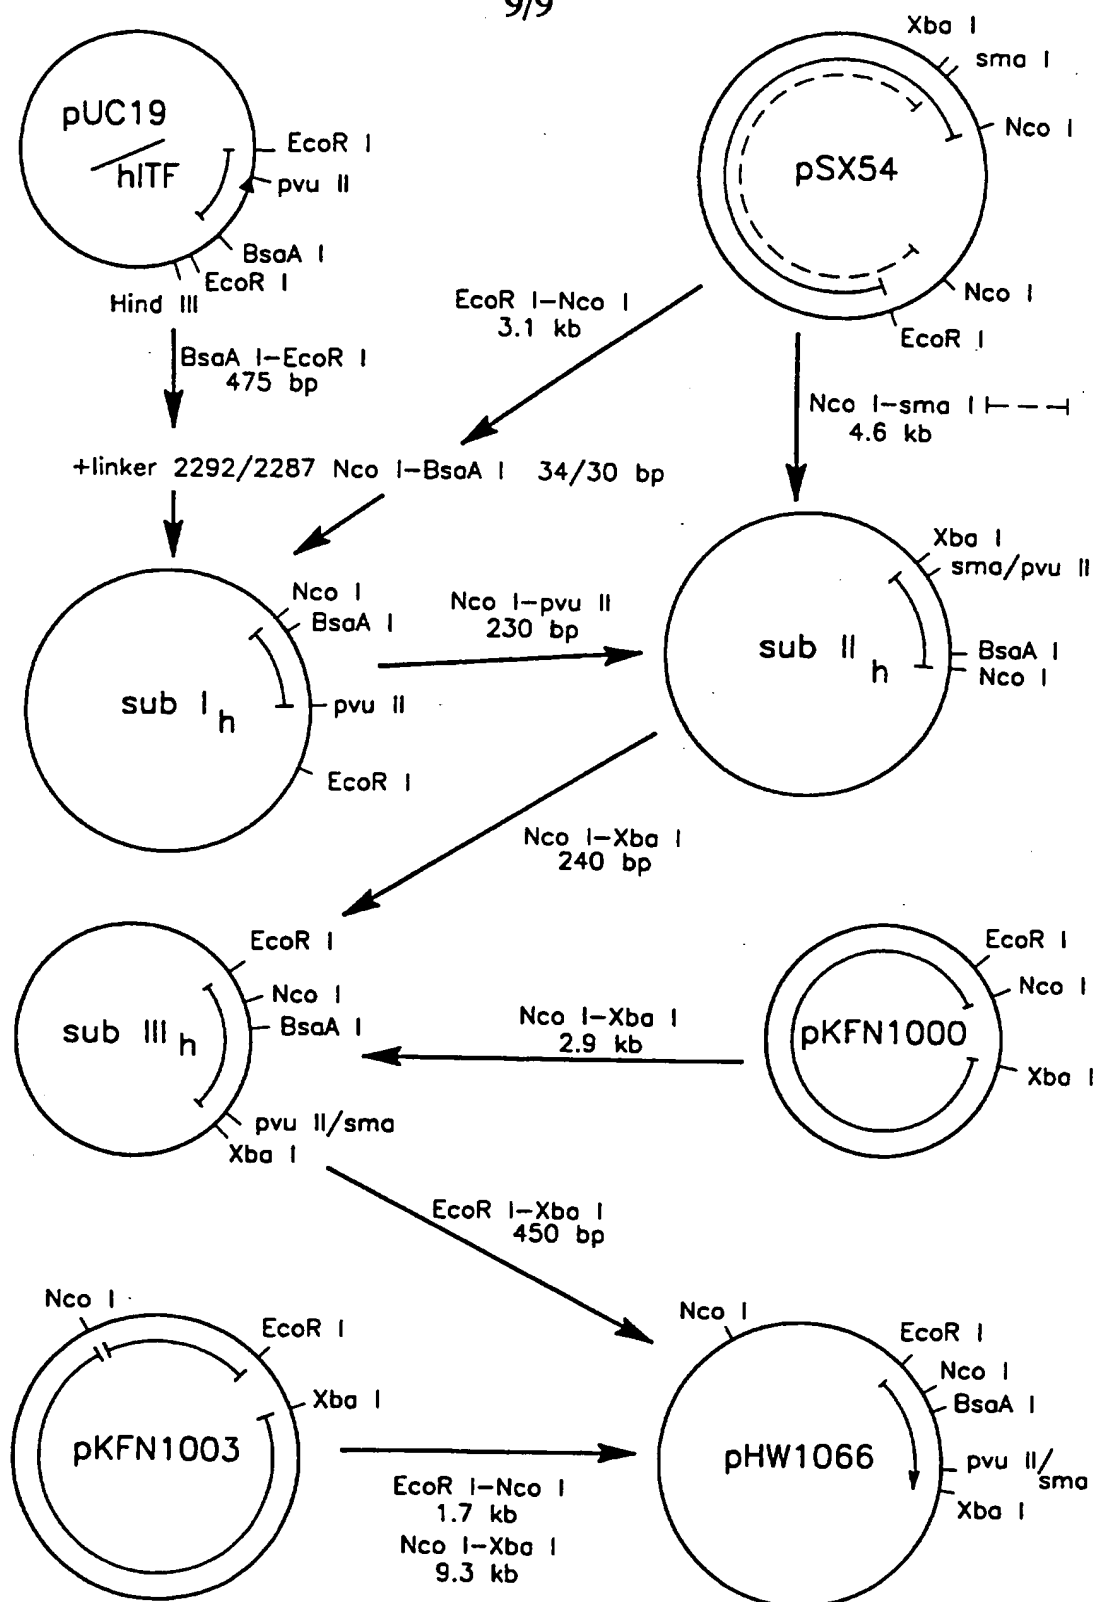 9/9
pUC19
hITF
EcoR I
pvu II
BsaA I
EcoR I
Hind III
Xba I
sma I
Nco I
pSX54
Nco I
EcoR I
BsaA I–EcoR I
475 bp
EcoR I–Nco I
3.1 kb
Nco I–sma I
4.6 kb
+linker 2292/2287 Nco I–BsaA I 34/30 bp
Nco I
BsaA I
sub I h
pvu II
EcoR I
Nco I–pvu II
230 bp
Xba I
sma/pvu II
sub II h
BsaA I
Nco I
Nco I–Xba I
240 bp
EcoR I
Nco I
BsaA I
sub III h
pvu II/sma
Xba I
Nco I–Xba I
2.9 kb
EcoR I
Nco I
pKFN1000
Xba I
EcoR I–Xba I
450 bp
Nco I
EcoR I
Xba I
pKFN1003
EcoR I–Nco I
1.7 kb
Nco I–Xba I
9.3 kb
Nco I
EcoR I
Nco I
BsaA I
pHW1066
pvu II/
sma
Xba I